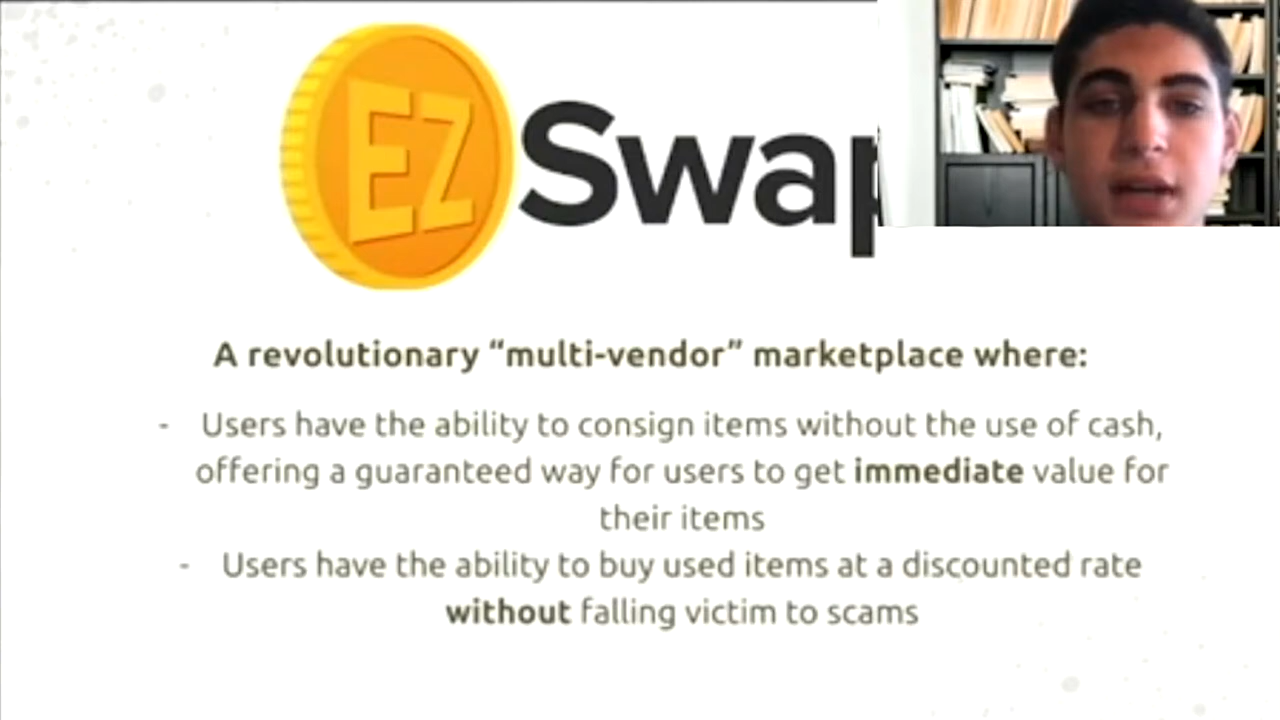 EZ Swap
A revolutionary “multi-vendor” marketplace where:
- Users have the ability to consign items without the use of cash,
offering a guaranteed way for users to get immediate value for
their items
- Users have the ability to buy used items at a discounted rate
without falling victim to scams